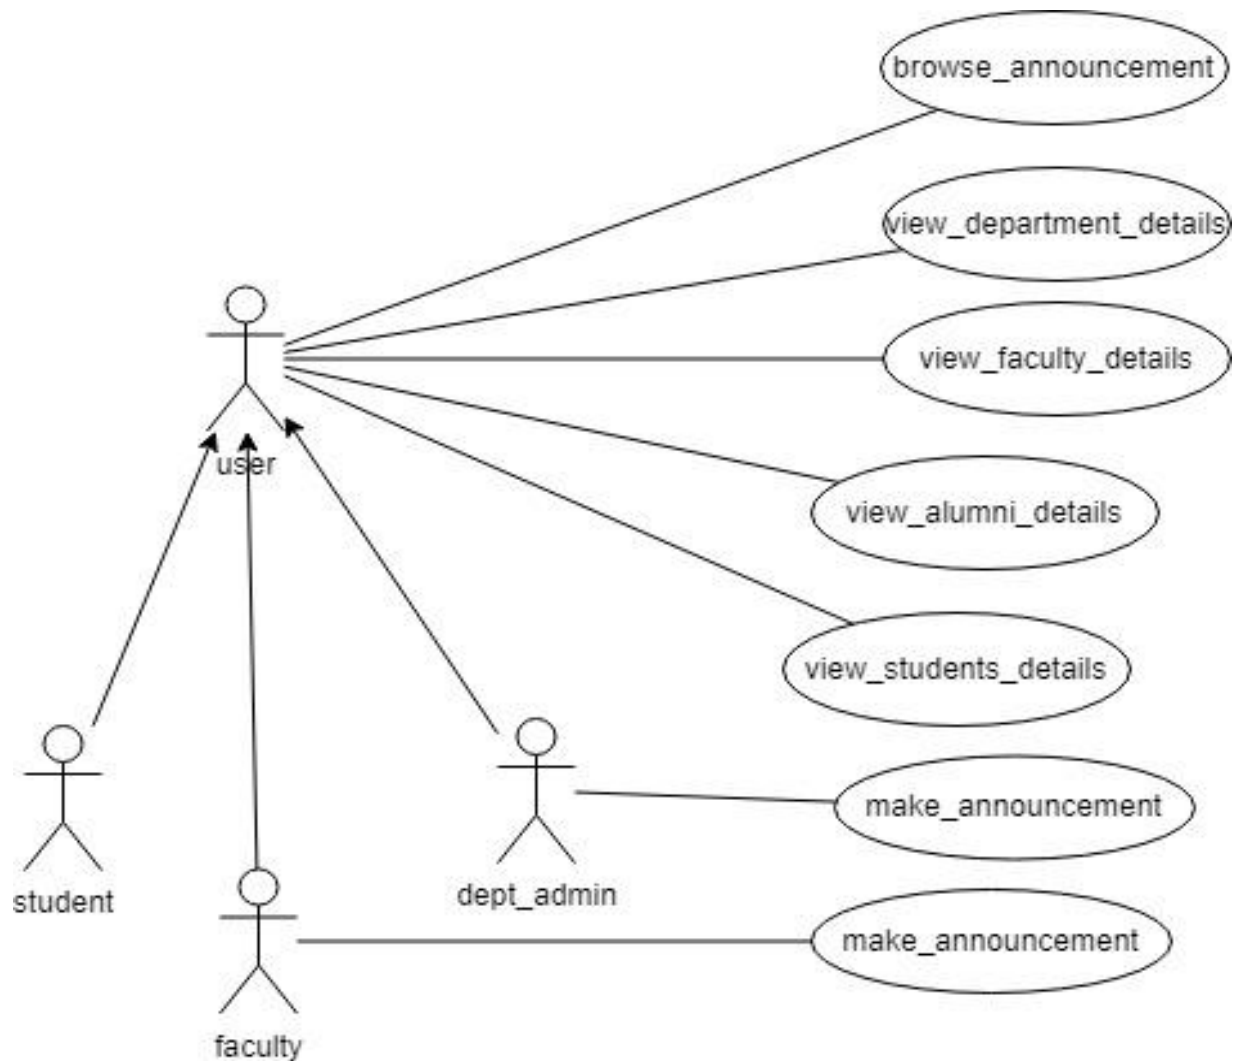 browse_announcement
view_department_details
view_faculty_details
user
view_alumni_details
view_students_details
make_announcement
student
dept_admin
make_announcement
faculty